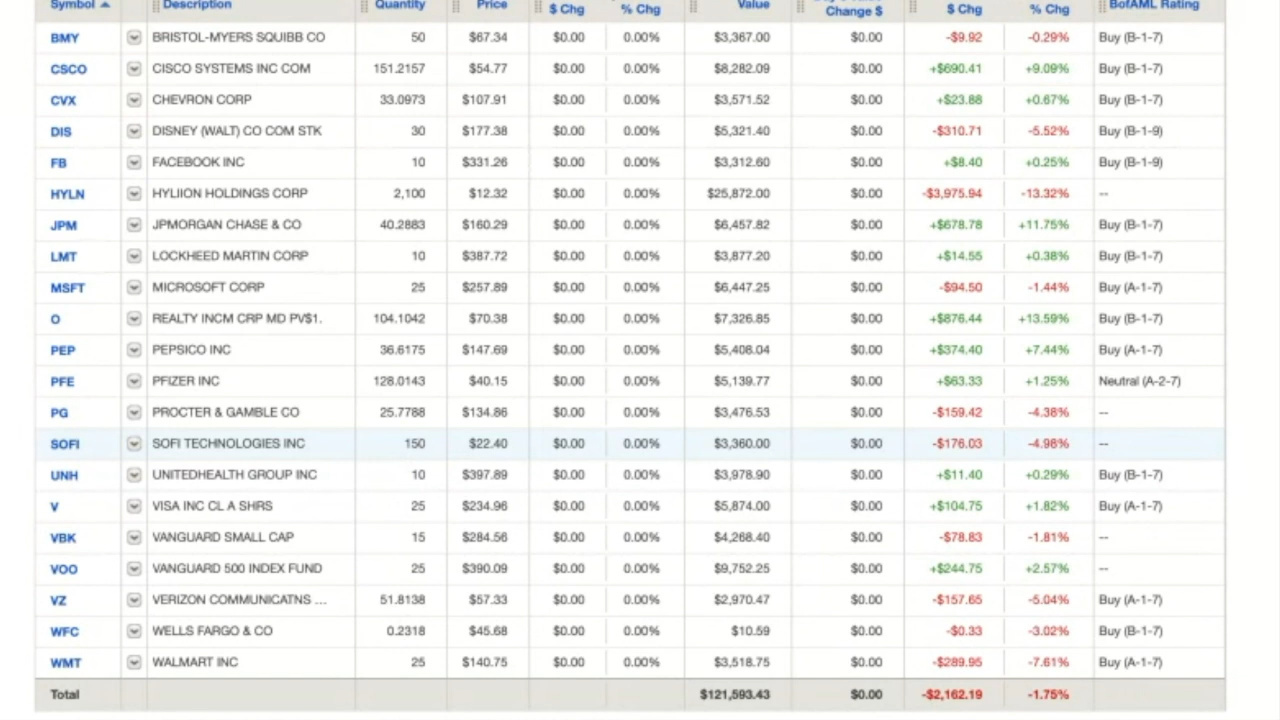 Symbol Description Quantity Price $ Chg % Chg Value Change $ $ Chg % Chg BofAML Rating
BMY BRISTOL-MYERS SQUIBB CO 50 $67.34 $0.00 0.00% $3,367.00 $0.00 -$9.92 -0.29% Buy (B-1-7)
CSCO CISCO SYSTEMS INC COM 151.2157 $54.77 $0.00 0.00% $8,282.09 $0.00 +$690.41 +9.09% Buy (B-1-7)
CVX CHEVRON CORP 33.0973 $107.91 $0.00 0.00% $3,571.52 $0.00 +$23.88 +0.67% Buy (B-1-7)
DIS DISNEY (WALT) CO COM STK 30 $177.38 $0.00 0.00% $5,321.40 $0.00 -$310.71 -5.52% Buy (B-1-9)
FB FACEBOOK INC 10 $331.26 $0.00 0.00% $3,312.60 $0.00 +$8.40 +0.25% Buy (B-1-9)
HYLN HYLIION HOLDINGS CORP 2,100 $12.32 $0.00 0.00% $25,872.00 $0.00 -$3,975.94 -13.32% --
JPM JPMORGAN CHASE & CO 40.2883 $160.29 $0.00 0.00% $6,457.82 $0.00 +$678.78 +11.75% Buy (B-1-7)
LMT LOCKHEED MARTIN CORP 10 $387.72 $0.00 0.00% $3,877.20 $0.00 +$14.55 +0.38% Buy (B-1-7)
MSFT MICROSOFT CORP 25 $257.89 $0.00 0.00% $6,447.25 $0.00 -$94.50 -1.44% Buy (A-1-7)
O REALTY INCM CRP MD PV$1. 104.1042 $70.38 $0.00 0.00% $7,326.85 $0.00 +$876.44 +13.59% Buy (B-1-7)
PEP PEPSICO INC 36.6175 $147.69 $0.00 0.00% $5,408.04 $0.00 +$374.40 +7.44% Buy (A-1-7)
PFE PFIZER INC 128.0143 $40.15 $0.00 0.00% $5,139.77 $0.00 +$63.33 +1.25% Neutral (A-2-7)
PG PROCTER & GAMBLE CO 25.7788 $134.86 $0.00 0.00% $3,476.53 $0.00 -$159.42 -4.38% --
SOFI SOFI TECHNOLOGIES INC 150 $22.40 $0.00 0.00% $3,360.00 $0.00 -$176.03 -4.98% --
UNH UNITEDHEALTH GROUP INC 10 $397.89 $0.00 0.00% $3,978.90 $0.00 +$11.40 +0.29% Buy (B-1-7)
V VISA INC CL A SHRS 25 $234.96 $0.00 0.00% $5,874.00 $0.00 +$104.75 +1.82% Buy (A-1-7)
VBK VANGUARD SMALL CAP 15 $284.56 $0.00 0.00% $4,268.40 $0.00 -$78.83 -1.81% --
VOO VANGUARD 500 INDEX FUND 25 $390.09 $0.00 0.00% $9,752.25 $0.00 +$244.75 +2.57% --
VZ VERIZON COMMUNICATNS ... 51.8138 $57.33 $0.00 0.00% $2,970.47 $0.00 -$157.65 -5.04% Buy (A-1-7)
WFC WELLS FARGO & CO 0.2318 $45.68 $0.00 0.00% $10.59 $0.00 -$0.33 -3.02% Buy (B-1-7)
WMT WALMART INC 25 $140.75 $0.00 0.00% $3,518.75 $0.00 -$289.95 -7.61% Buy (A-1-7)
Total $121,593.43 $0.00 -$2,162.19 -1.75%